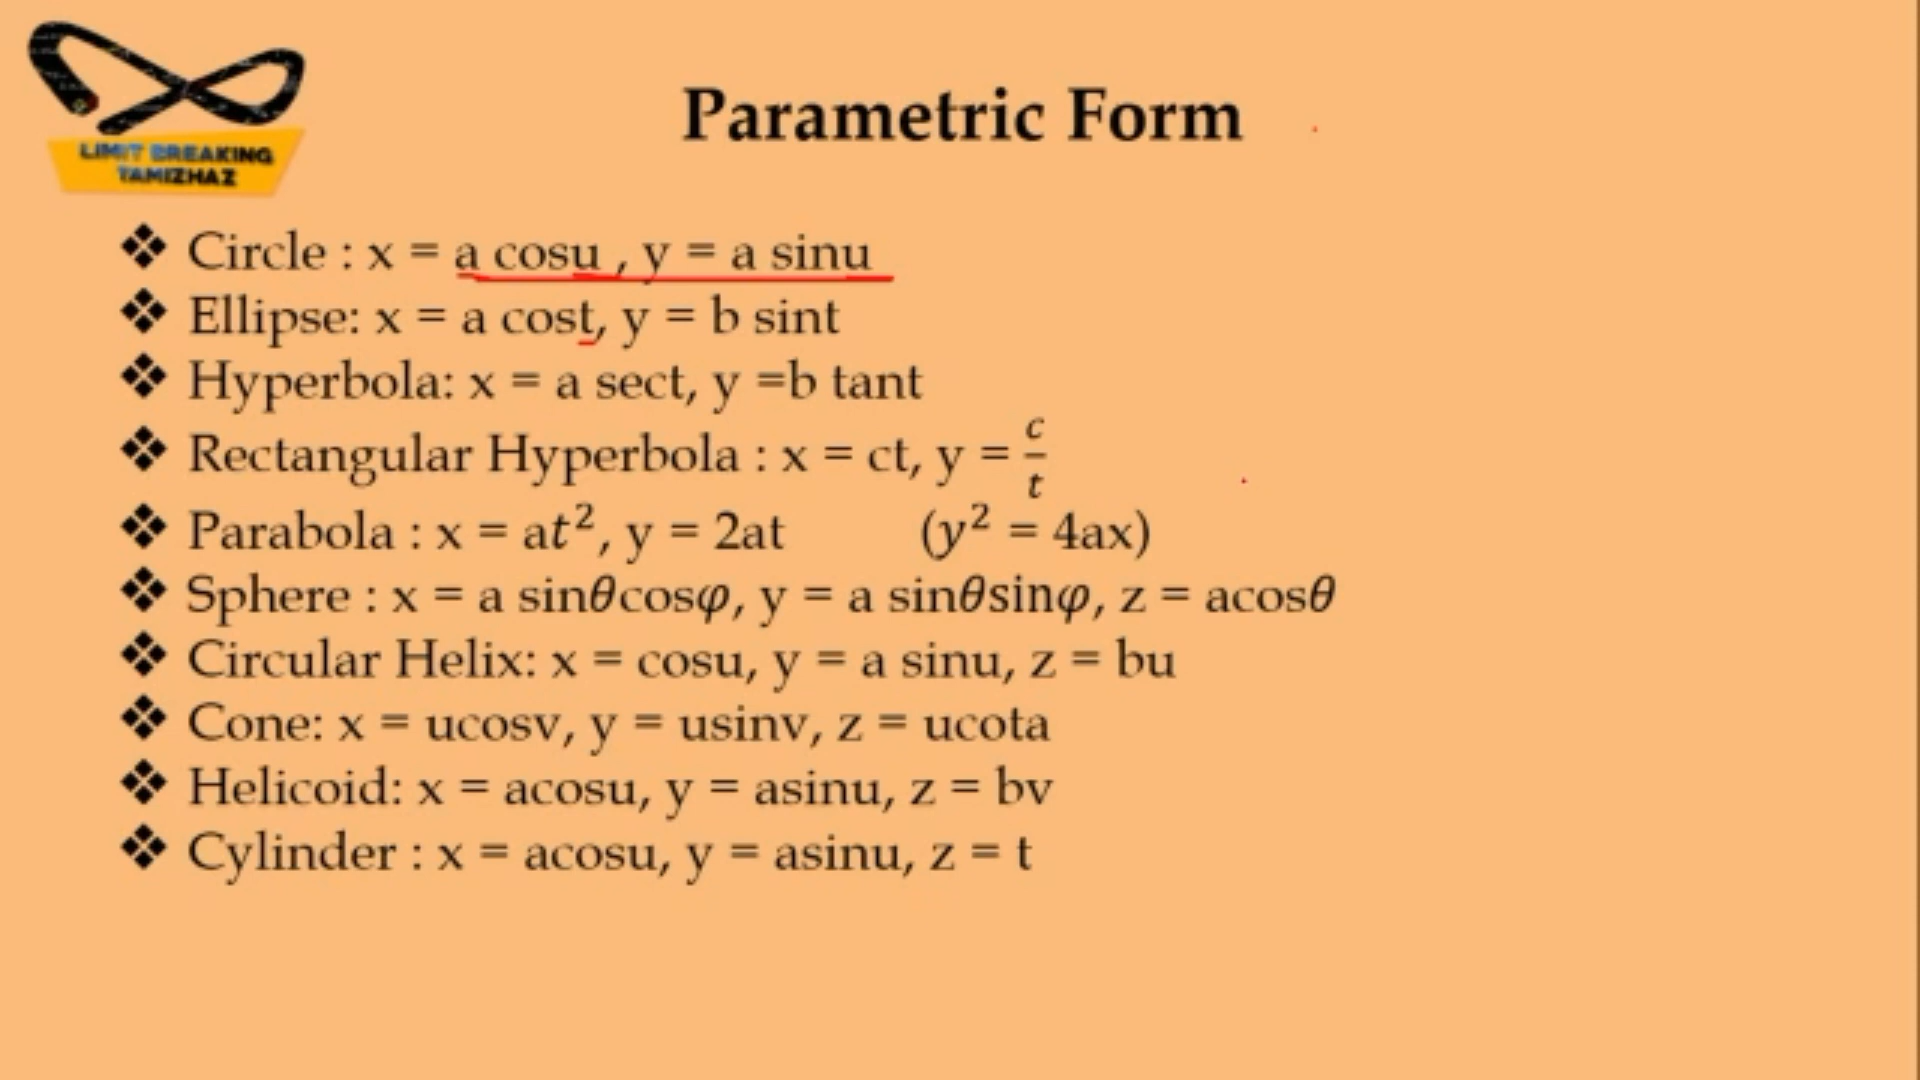 LIMIT BREAKING
TAMIZHAZ
Parametric Form
❖ Circle : x = a cosu , y = a sinu
❖ Ellipse: x = a cost, y = b sint
❖ Hyperbola: x = a sect, y =b tant
❖ Rectangular Hyperbola : x = ct, y = c/t
❖ Parabola : x = at², y = 2at (y² = 4ax)
❖ Sphere : x = a sinθcosφ, y = a sinθsinφ, z = acosθ
❖ Circular Helix: x = cosu, y = a sinu, z = bu
❖ Cone: x = ucosv, y = usinv, z = ucota
❖ Helicoid: x = acosu, y = asinu, z = bv
❖ Cylinder : x = acosu, y = asinu, z = t